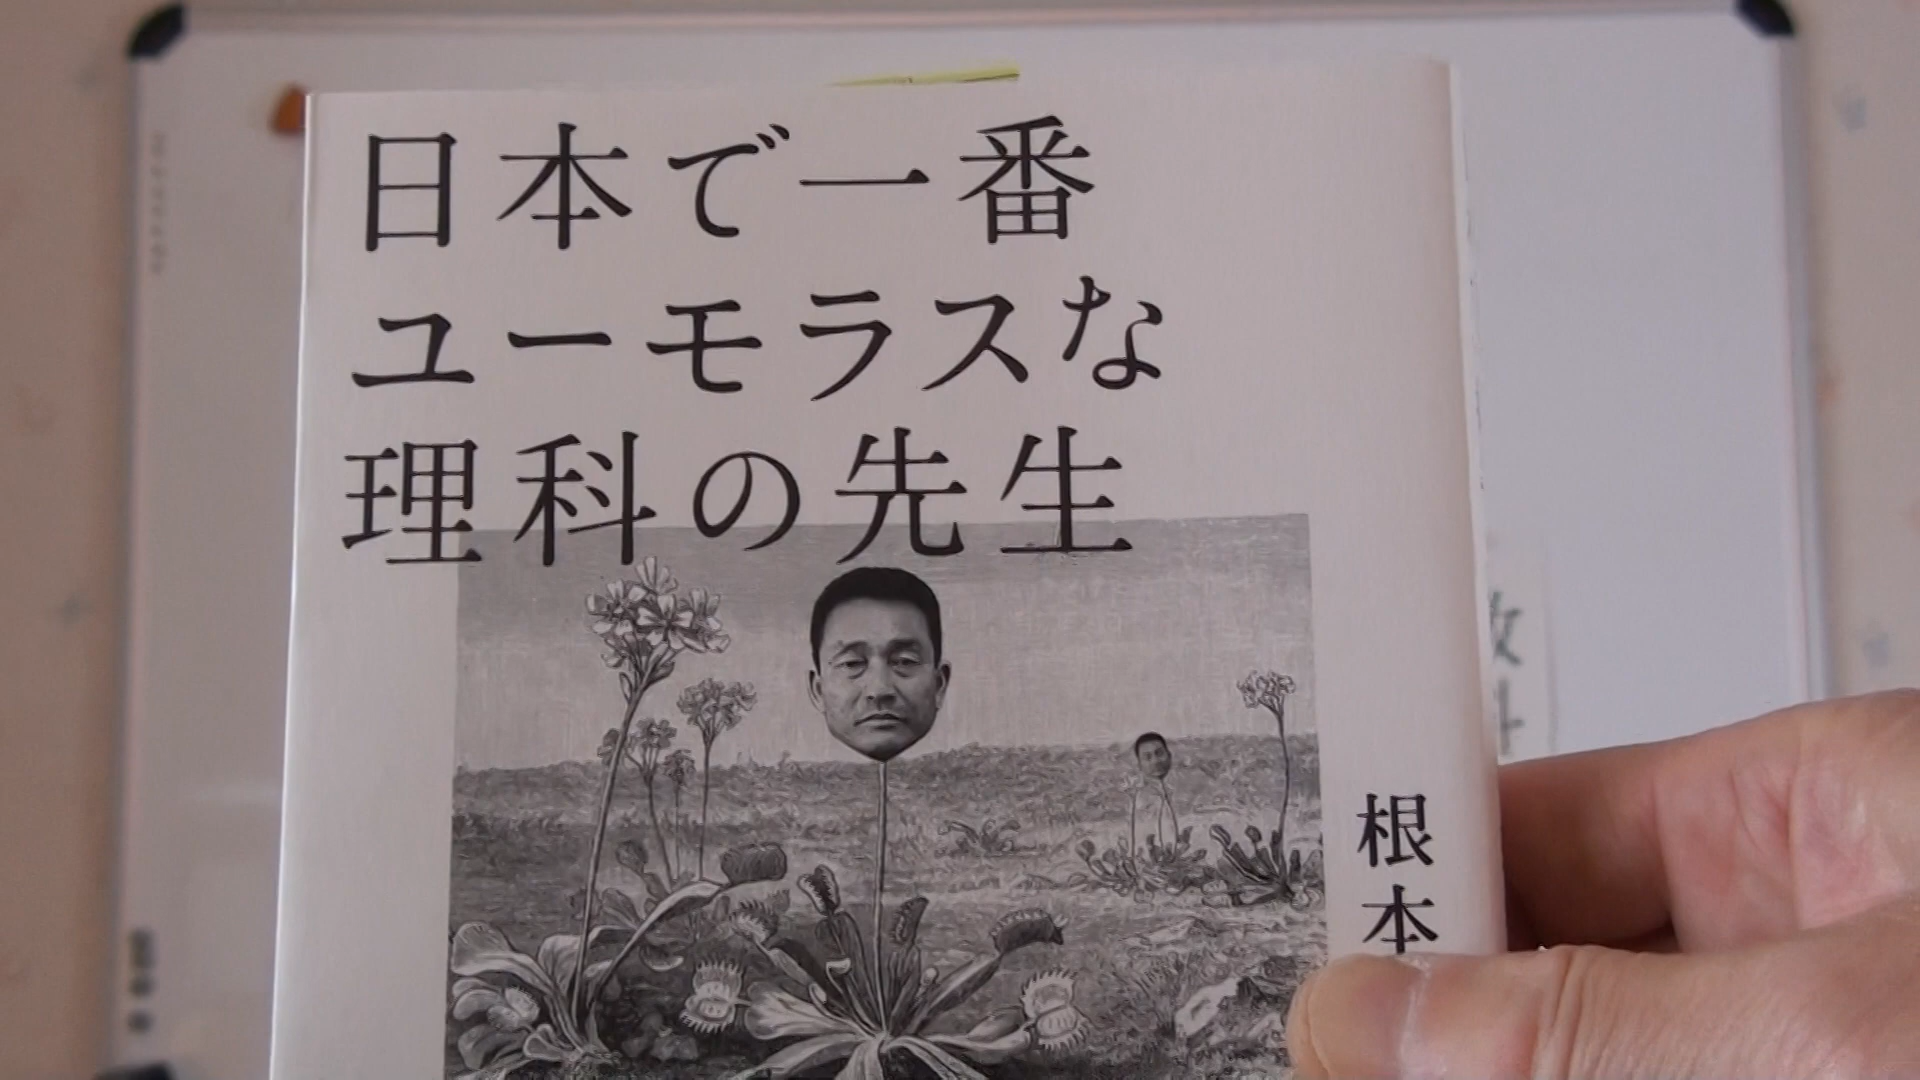 日本で一番
ユーモラスな
理科の先生
根本